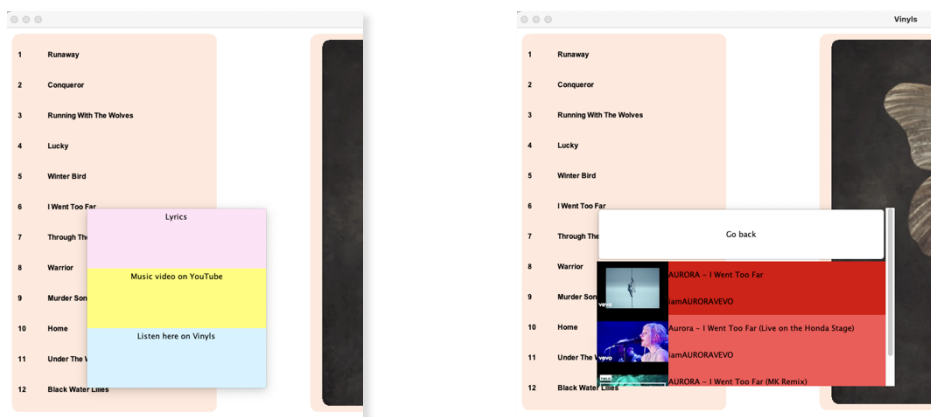 1 Runaway
2 Conqueror
3 Running With The Wolves
4 Lucky
5 Winter Bird
6 I Went Too Far
7 Through The
8 Warrior
9 Murder Son
10 Home
11 Under The
12 Black Water Lilies
Lyrics
Music video on YouTube
Listen here on Vinyls
Vinyls
1 Runaway
2 Conqueror
3 Running With The Wolves
4 Lucky
5 Winter Bird
6 I Went Too Far
7 Through The
8 Warrior
9 Murder Son
10 Home
11 Under The
12 Black Water Lilies
Go back
AURORA – I Went Too Far
iamAURORAVEVO
vevo
Aurora – I Went Too Far (Live on the Honda Stage)
iamAURORAVEVO
vevo
AURORA – I Went Too Far (MK Remix)